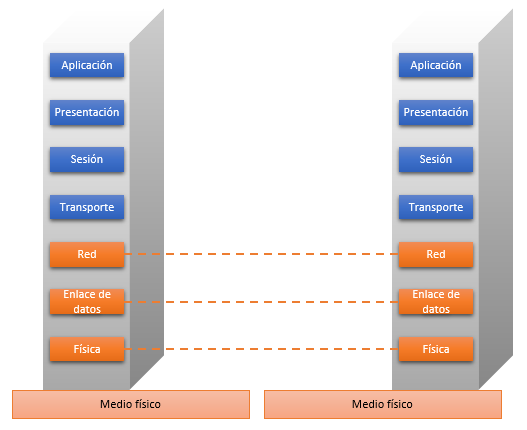 Aplicación
Presentación
Sesión
Transporte
Red
Enlace de
datos
Física
Medio físico
Aplicación
Presentación
Sesión
Transporte
Red
Enlace de
datos
Física
Medio físico